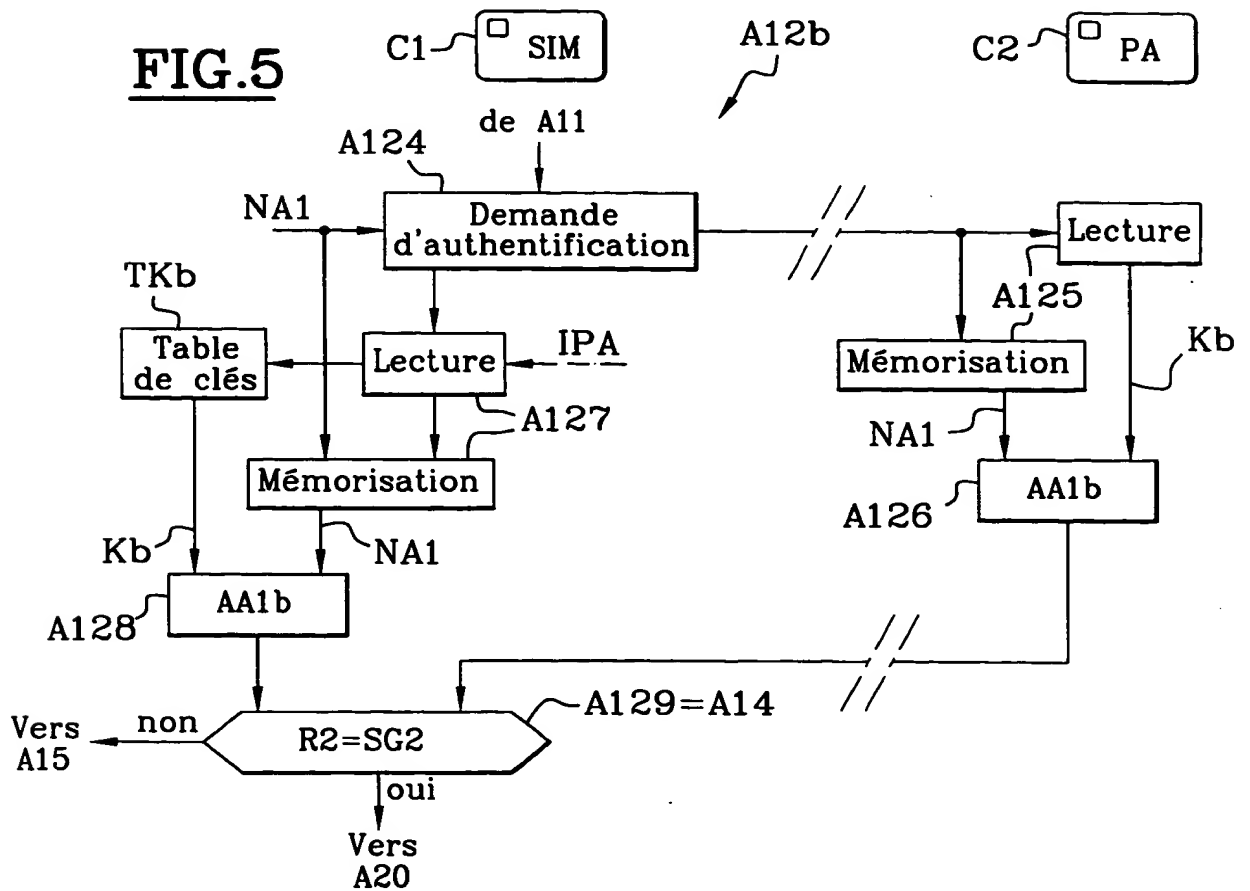 FIG.5
C1
SIM
A12b
C2
PA
de A11
A124
NA1
Demande
d'authentification
Lecture
A125
TKb
Table
de clés
Lecture
IPA
Mémorisation
Kb
A127
NA1
Mémorisation
AA1b
A126
Kb
NA1
AA1b
A128
A129=A14
Vers
A15
non
R2=SG2
oui
Vers
A20